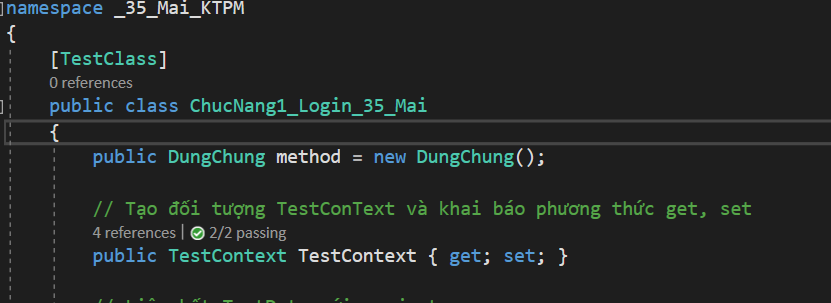 namespace _35_Mai_KTPM
{
[TestClass]
0 references
public class ChucNang1_Login_35_Mai
{
public DungChung method = new DungChung();
// Tạo đối tượng TestConText và khai báo phương thức get, set
4 references | 2/2 passing
public TestContext TestContext { get; set; }